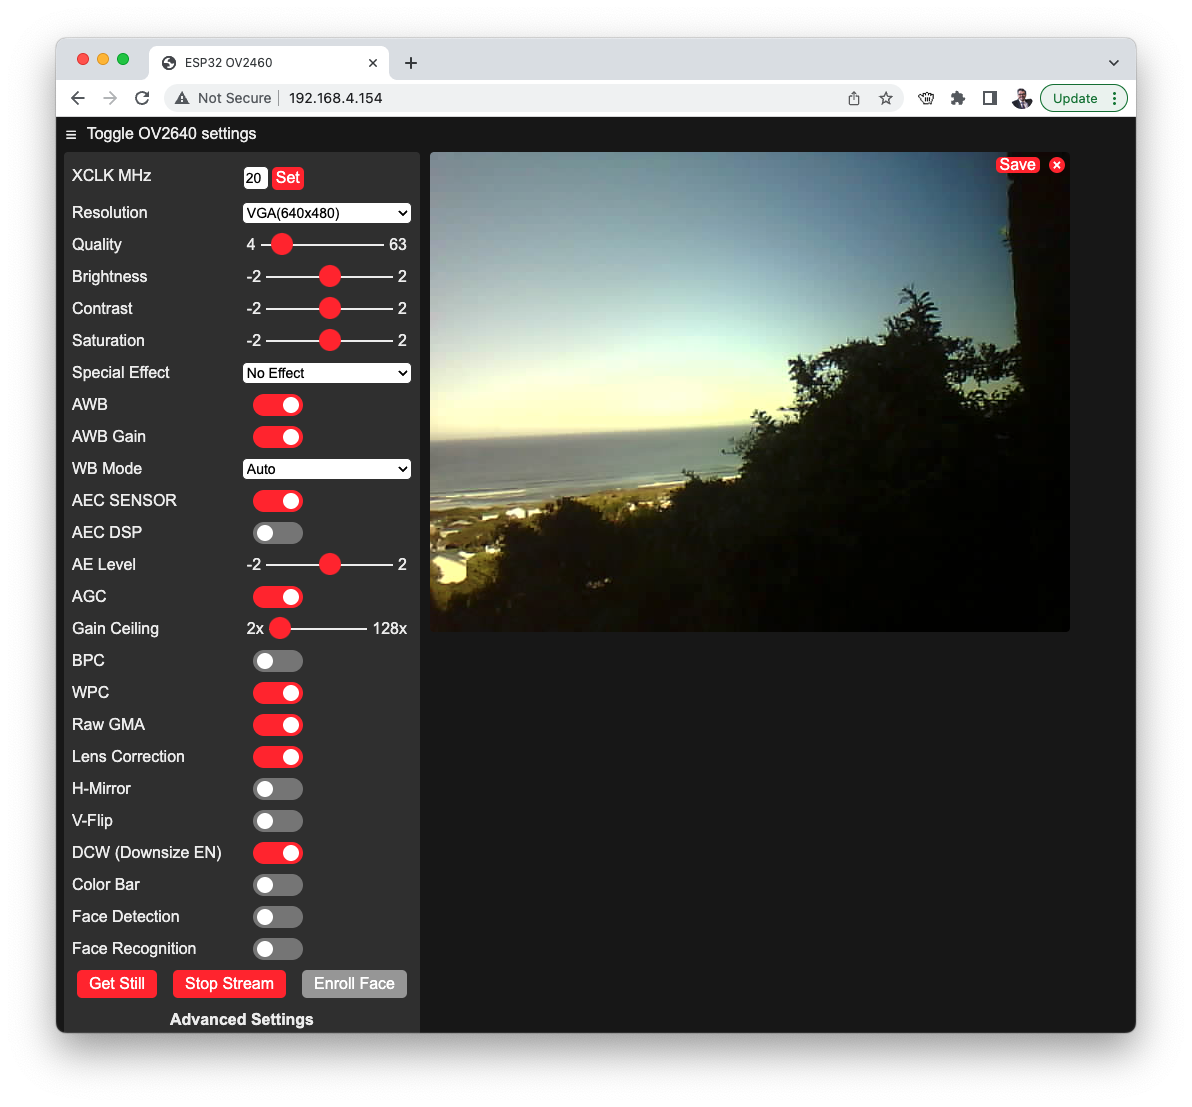 ESP32 OV2460
Not Secure
192.168.4.154
Update
Toggle OV2640 settings
XCLK MHz 20 Set
Resolution VGA(640x480)
Quality 4 63
Brightness -2 2
Contrast -2 2
Saturation -2 2
Special Effect No Effect
AWB
AWB Gain
WB Mode Auto
AEC SENSOR
AEC DSP
AE Level -2 2
AGC
Gain Ceiling 2x 128x
BPC
WPC
Raw GMA
Lens Correction
H-Mirror
V-Flip
DCW (Downsize EN)
Color Bar
Face Detection
Face Recognition
Get Still Stop Stream Enroll Face
Advanced Settings
Save